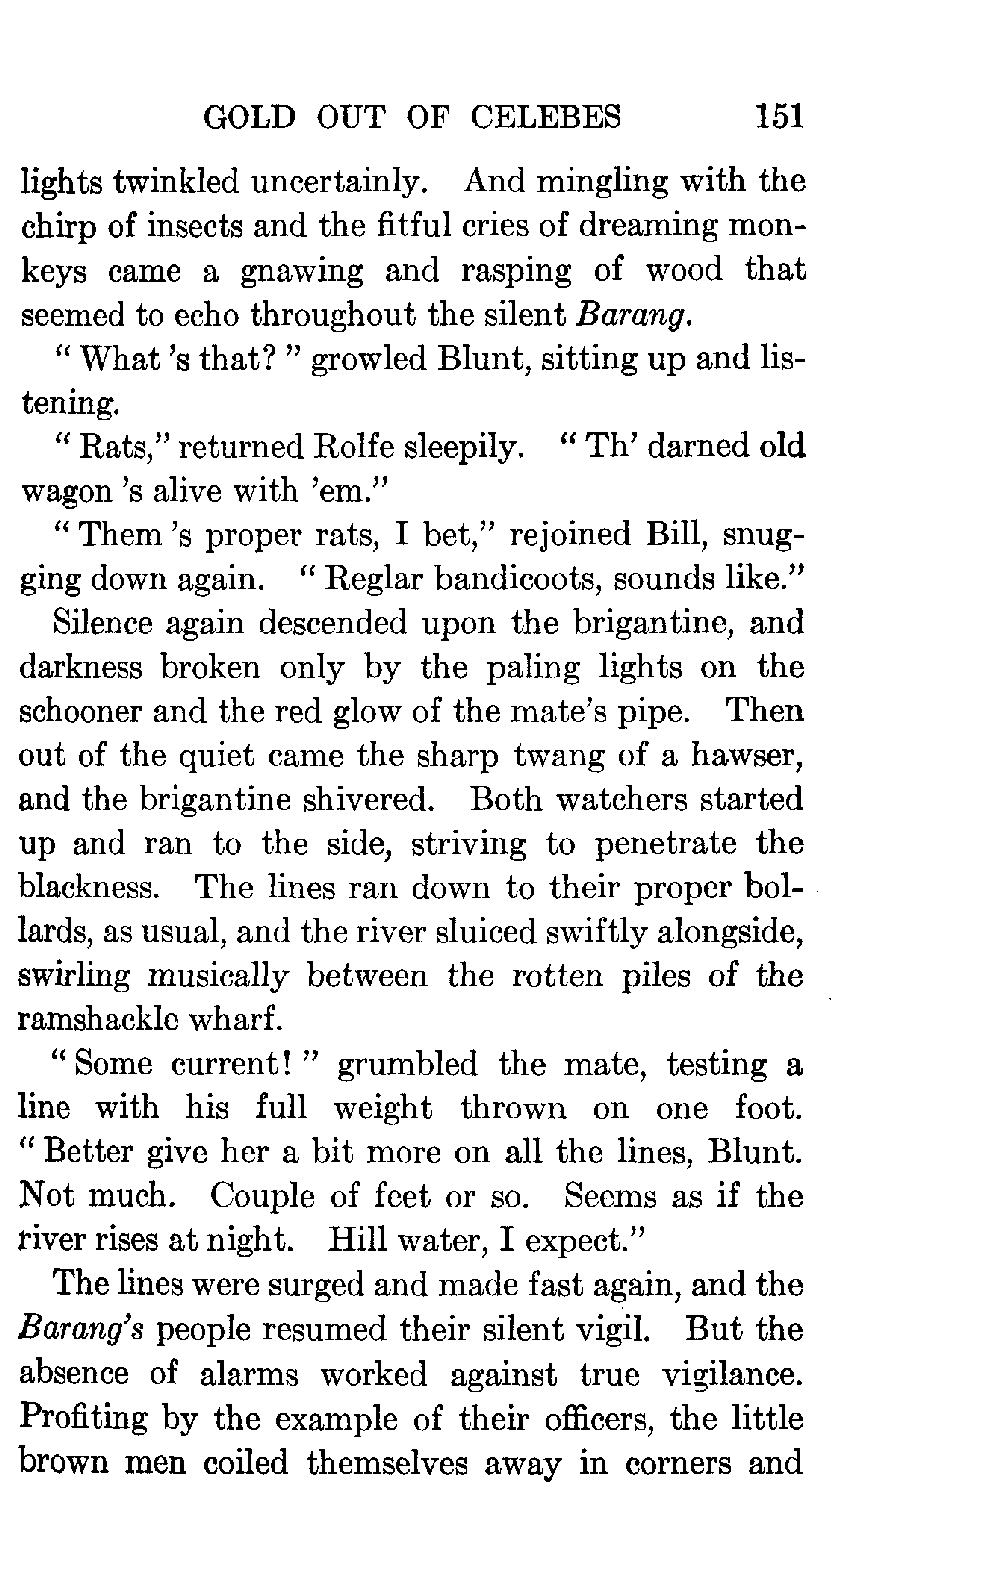 GOLD OUT OF CELEBES 151
lights twinkled uncertainly. And mingling with the
chirp of insects and the fitful cries of dreaming mon-
keys came a gnawing and rasping of wood that
seemed to echo throughout the silent Barang.
“ What ’s that? ” growled Blunt, sitting up and lis-
tening.
“ Rats,” returned Rolfe sleepily. “ Th’ darned old
wagon ’s alive with ’em.”
“ Them ’s proper rats, I bet,” rejoined Bill, snug-
ging down again. “ Reglar bandicoots, sounds like.”
Silence again descended upon the brigantine, and
darkness broken only by the paling lights on the
schooner and the red glow of the mate’s pipe. Then
out of the quiet came the sharp twang of a hawser,
and the brigantine shivered. Both watchers started
up and ran to the side, striving to penetrate the
blackness. The lines ran down to their proper bol-
lards, as usual, and the river sluiced swiftly alongside,
swirling musically between the rotten piles of the
ramshackle wharf.
“ Some current! ” grumbled the mate, testing a
line with his full weight thrown on one foot.
“ Better give her a bit more on all the lines, Blunt.
Not much. Couple of feet or so. Seems as if the
river rises at night. Hill water, I expect.”
The lines were surged and made fast again, and the
Barang’s people resumed their silent vigil. But the
absence of alarms worked against true vigilance.
Profiting by the example of their officers, the little
brown men coiled themselves away in corners and